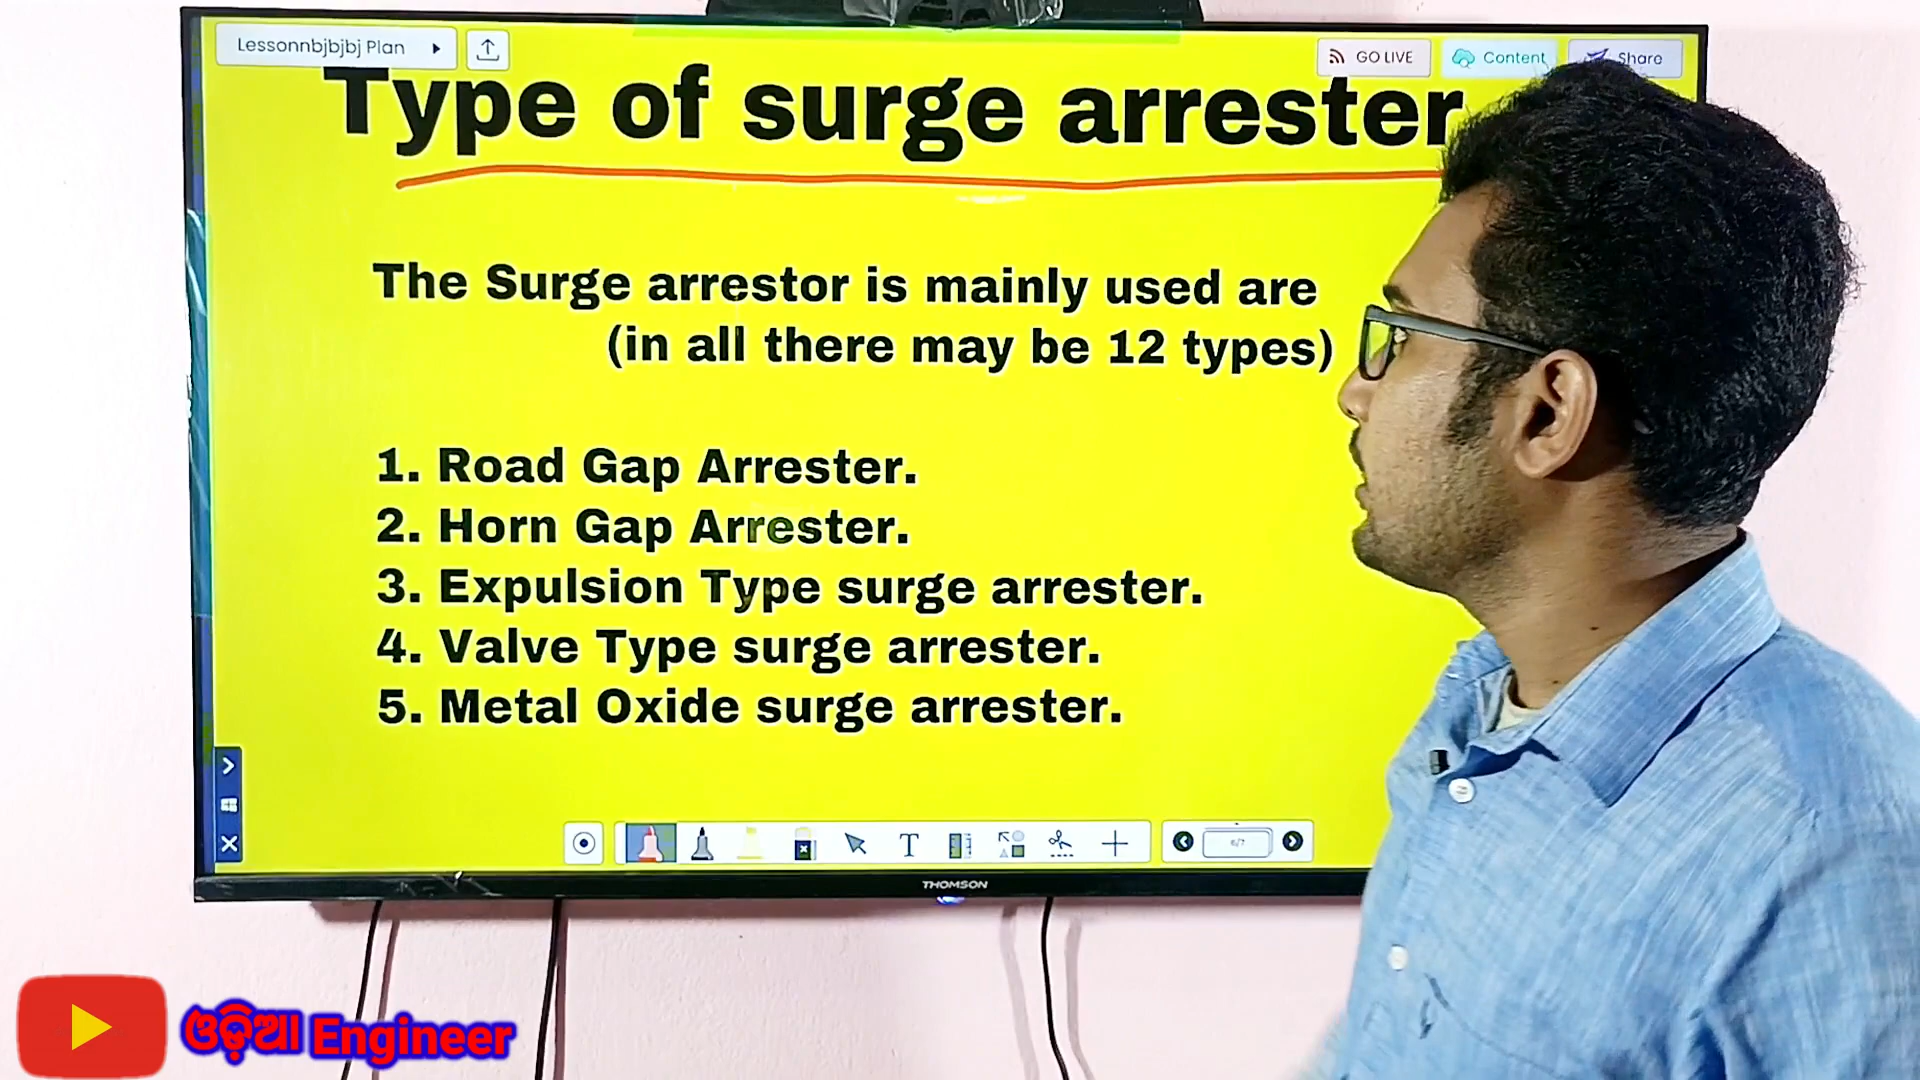 Lessonnbjbjbj Plan
GO LIVE
Content
Share
Type of surge arrester
The Surge arrestor is mainly used are
(in all there may be 12 types)
1. Road Gap Arrester.
2. Horn Gap Arrester.
3. Expulsion Type surge arrester.
4. Valve Type surge arrester.
5. Metal Oxide surge arrester.
T
6/7
THOMSON
ଓଡ଼ିଆ Engineer